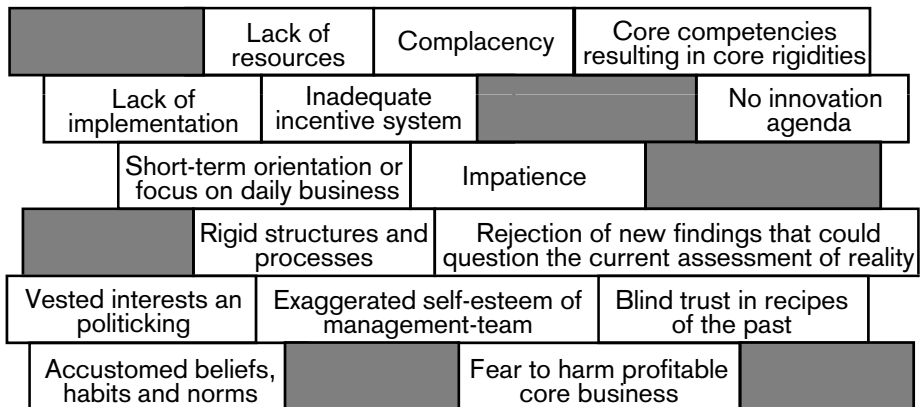 Lack of
resources
Complacency
Core competencies
resulting in core rigidities
Lack of
implementation
Inadequate
incentive system
No innovation
agenda
Short-term orientation or
focus on daily business
Impatience
Rigid structures and
processes
Rejection of new findings that could
question the current assessment of reality
Vested interests an
politicking
Exaggerated self-esteem of
management-team
Blind trust in recipes
of the past
Accustomed beliefs,
habits and norms
Fear to harm profitable
core business